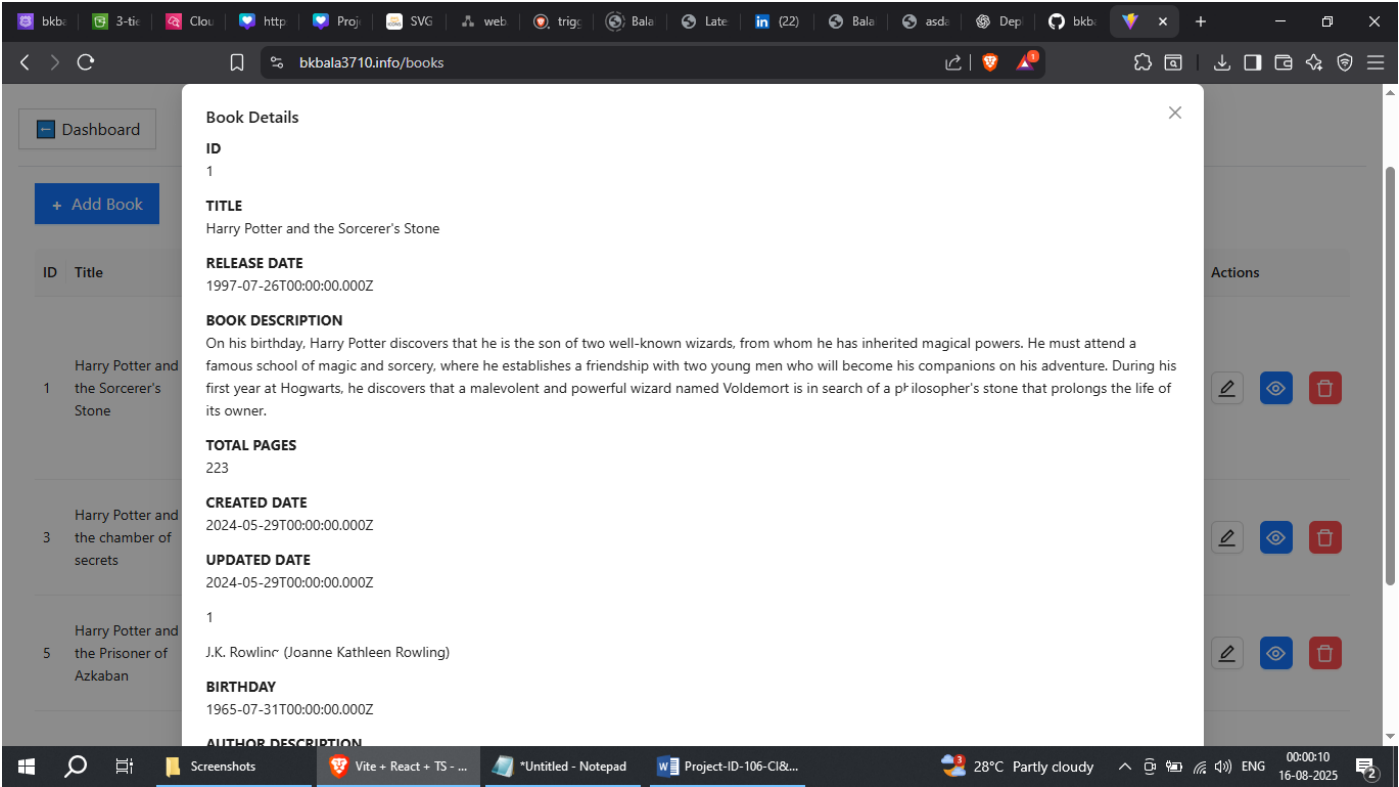 bkba
3-tie
Clou
http
Proj
SVG
web
trigg
Bala
Late
(22)
Bala
asda
Dep
bkba
bkbala3710.info/books
1
Dashboard
+ Add Book
ID Title Actions
1 Harry Potter and
the Sorcerer's
Stone
3 Harry Potter and
the chamber of
secrets
5 Harry Potter and
the Prisoner of
Azkaban
Book Details
ID
1
TITLE
Harry Potter and the Sorcerer's Stone
RELEASE DATE
1997-07-26T00:00:00.000Z
BOOK DESCRIPTION
On his birthday, Harry Potter discovers that he is the son of two well-known wizards, from whom he has inherited magical powers. He must attend a
famous school of magic and sorcery, where he establishes a friendship with two young men who will become his companions on his adventure. During his
first year at Hogwarts, he discovers that a malevolent and powerful wizard named Voldemort is in search of a philosopher's stone that prolongs the life of
its owner.
TOTAL PAGES
223
CREATED DATE
2024-05-29T00:00:00.000Z
UPDATED DATE
2024-05-29T00:00:00.000Z
1
J.K. Rowling (Joanne Kathleen Rowling)
BIRTHDAY
1965-07-31T00:00:00.000Z
AUTHOR DESCRIPTION
Screenshots
Vite + React + TS - ...
*Untitled - Notepad
Project-ID-106-CI&...
3
28°C Partly cloudy
ENG
00:00:10
16-08-2025
2